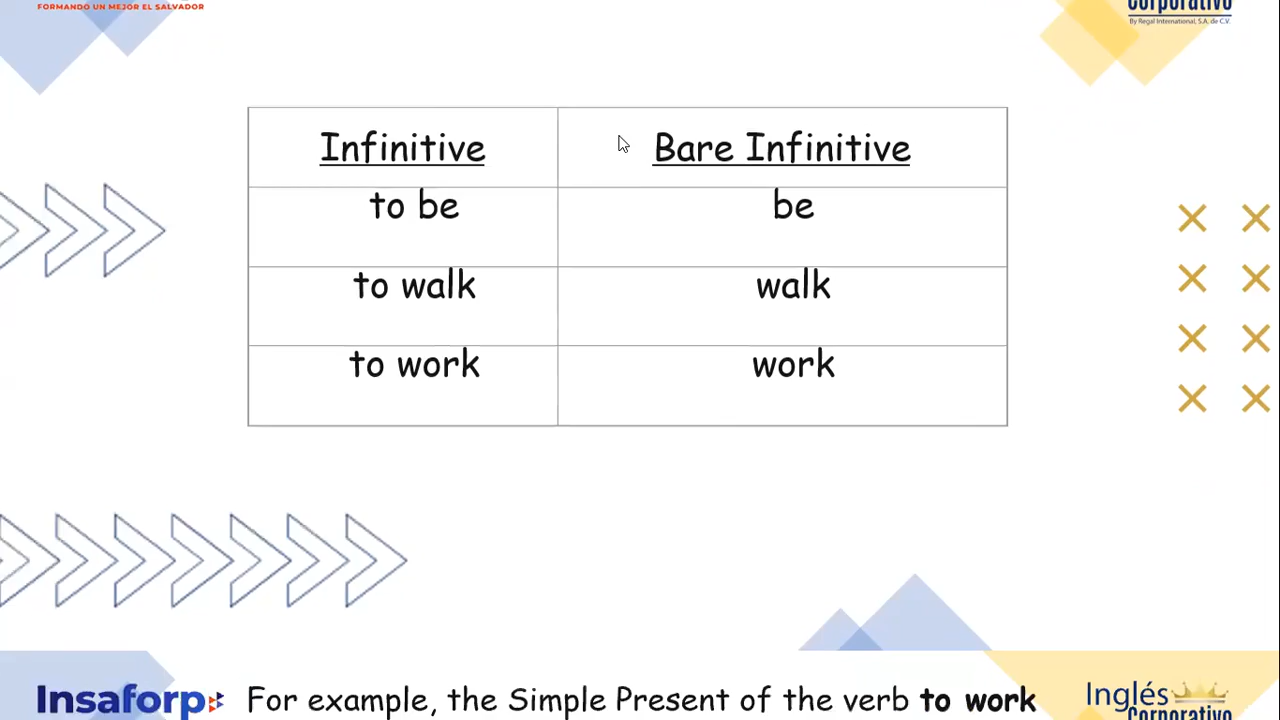 FORMANDO UN MEJOR EL SALVADOR
Corporativo
By Regal International, S.A. de C.V.
Infinitive Bare Infinitive
to be be
to walk walk
to work work
Insaforp
For example, the Simple Present of the verb to work
Inglés
Corporativo